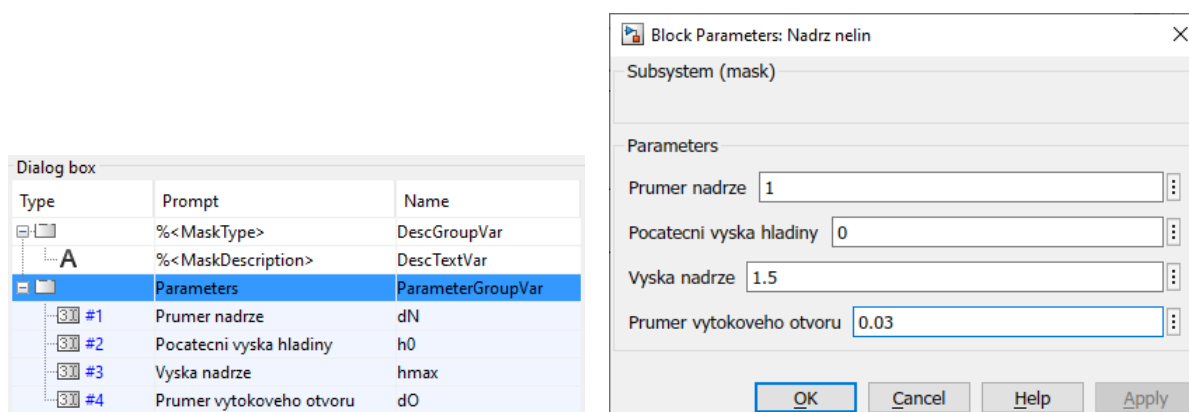 Dialog box
Type Prompt Name
%<MaskType> DescGroupVar
A %<MaskDescription> DescTextVar
Parameters ParameterGroupVar
#1 Prumer nadrze dN
#2 Pocatecni vyska hladiny h0
#3 Vyska nadrze hmax
#4 Prumer vytokoveho otvoru dO
Block Parameters: Nadrz nelin
Subsystem (mask)
Parameters
Prumer nadrze 1
Pocatecni vyska hladiny 0
Vyska nadrze 1.5
Prumer vytokoveho otvoru 0.03
OK Cancel Help Apply